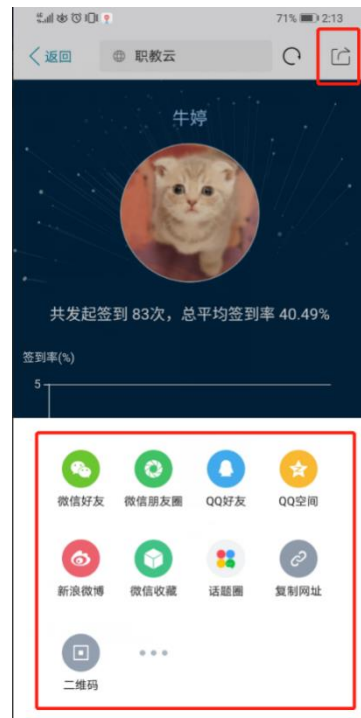 71% 2:13
返回 职教云
牛婷
共发起签到 83次，总平均签到率 40.49%
签到率(%)
5
微信好友 微信朋友圈 QQ好友 QQ空间
新浪微博 微信收藏 话题圈 复制网址
二维码